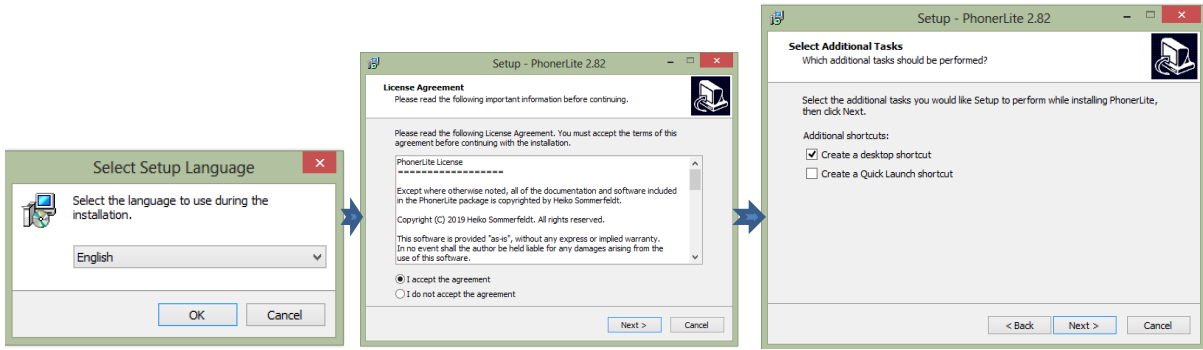 Select Setup Language
Select the language to use during the
installation.
English
OK Cancel
Setup - PhonerLite 2.82
License Agreement
Please read the following important information before continuing.
Please read the following License Agreement. You must accept the terms of this
agreement before continuing with the installation.
PhonerLite License
==================
Except where otherwise noted, all of the documentation and software included
in the PhonerLite package is copyrighted by Heiko Sommerfeldt.
Copyright (C) 2019 Heiko Sommerfeldt. All rights reserved.
This software is provided "as-is", without any express or implied warranty.
In no event shall the author be held liable for any damages arising from the
use of this software.
I accept the agreement
I do not accept the agreement
Next > Cancel
Setup - PhonerLite 2.82
Select Additional Tasks
Which additional tasks should be performed?
Select the additional tasks you would like Setup to perform while installing PhonerLite,
then click Next.
Additional shortcuts:
Create a desktop shortcut
Create a Quick Launch shortcut
< Back Next > Cancel